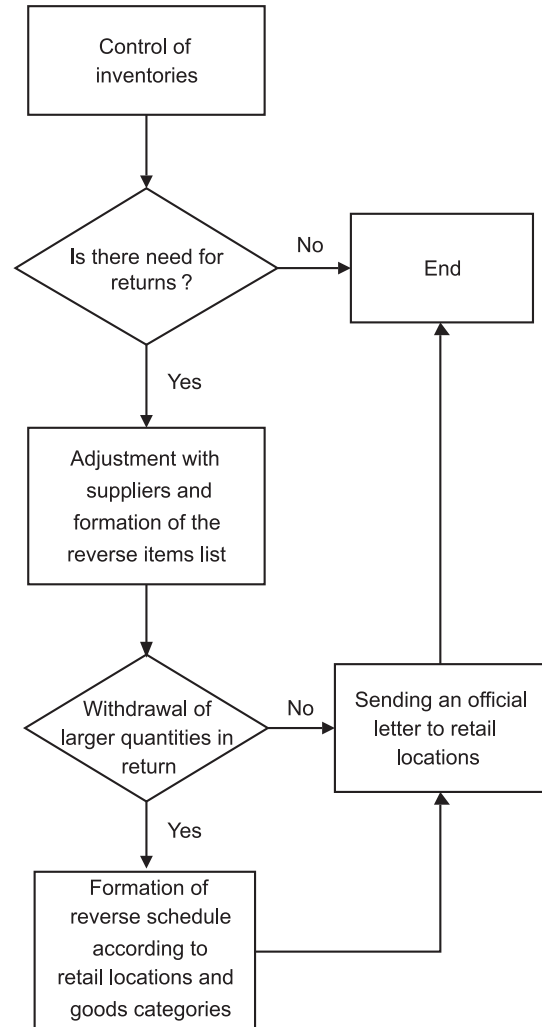 Control of
inventories
Is there need for
returns ?
No
End
Yes
Adjustment with
suppliers and
formation of the
reverse items list
Withdrawal of
larger quantities in
return
No
Sending an official
letter to retail
locations
Yes
Formation of
reverse schedule
according to
retail locations and
goods categories